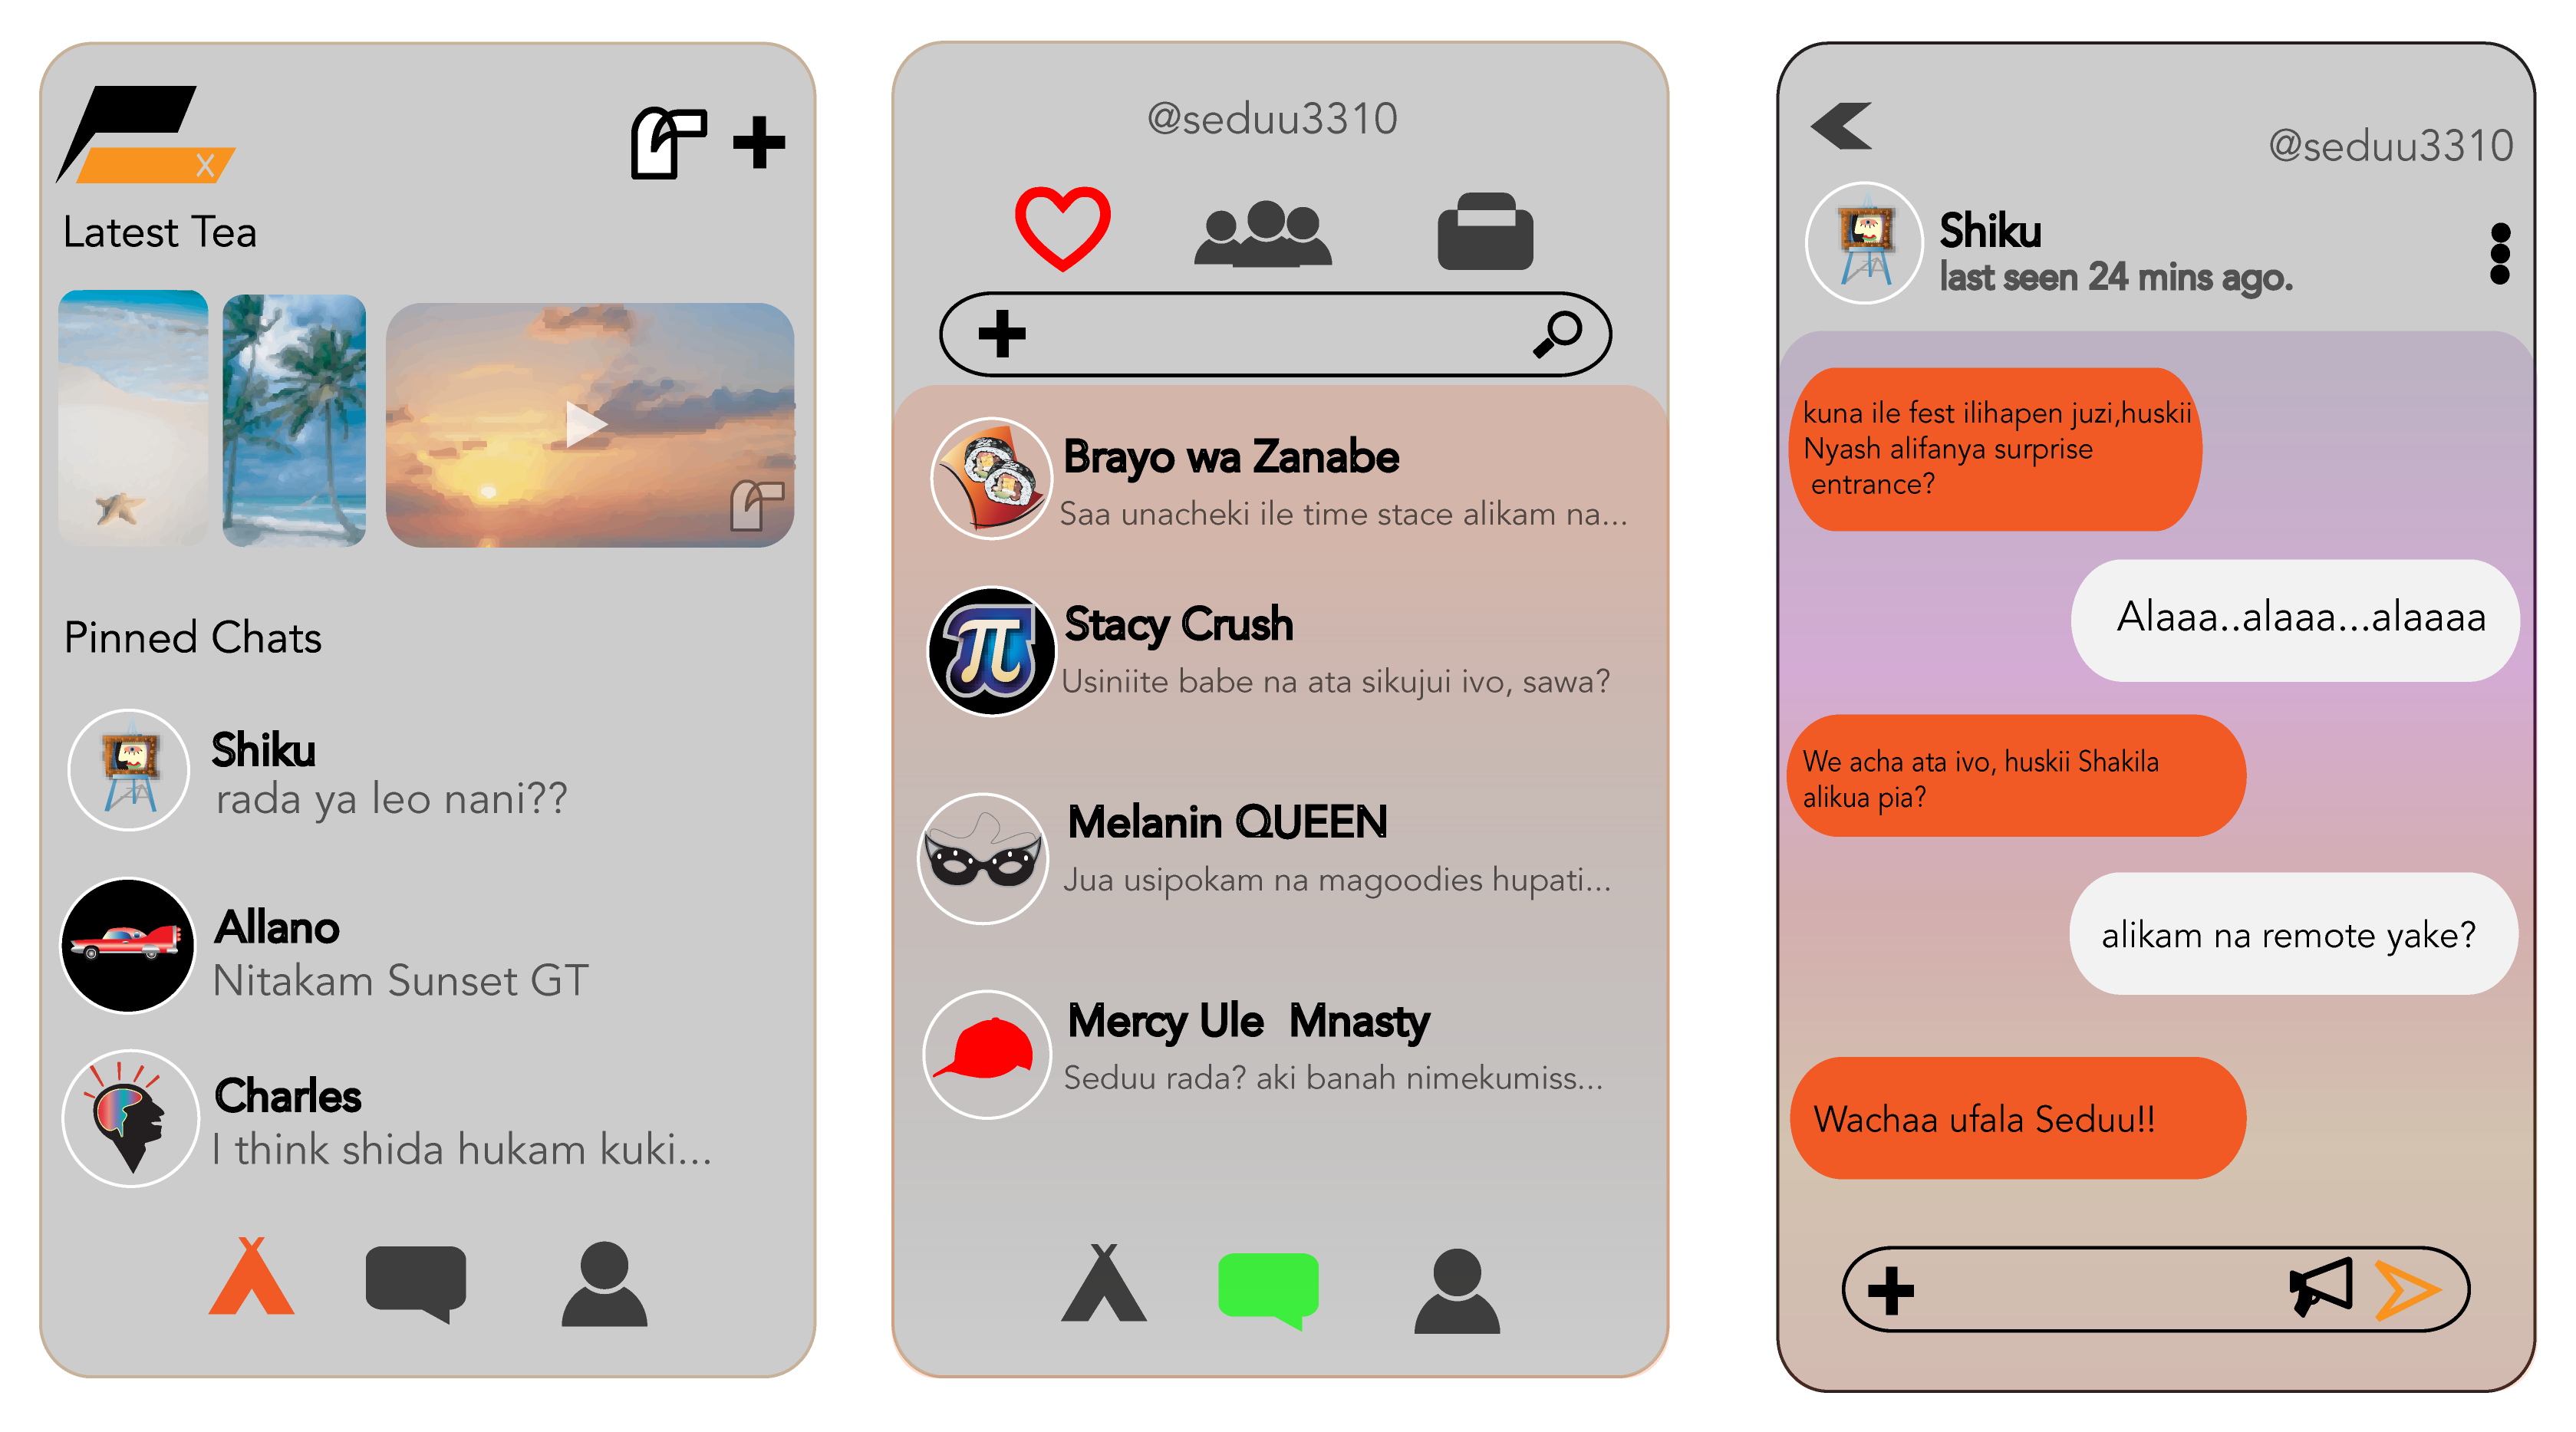 X
Latest Tea
Pinned Chats
Shiku
rada ya leo nani??
Allano
Nitakam Sunset GT
Charles
I think shida hukam kuki...
@seduu3310
Brayo wa Zanabe
Saa unacheki ile time stace alikam na...
Stacy Crush
Usiniite babe na ata sikujui ivo, sawa?
Melanin QUEEN
Jua usipokam na magoodies hupati...
Mercy Ule Mnasty
Seduu rada? aki banah nimekumiss...
@seduu3310
Shiku
last seen 24 mins ago.
kuna ile fest ilihapen juzi,huskii
Nyash alifanya surprise
entrance?
Alaaa..alaaa...alaaaa
We acha ata ivo, huskii Shakila
alikua pia?
alikam na remote yake?
Wachaa ufala Seduu!!